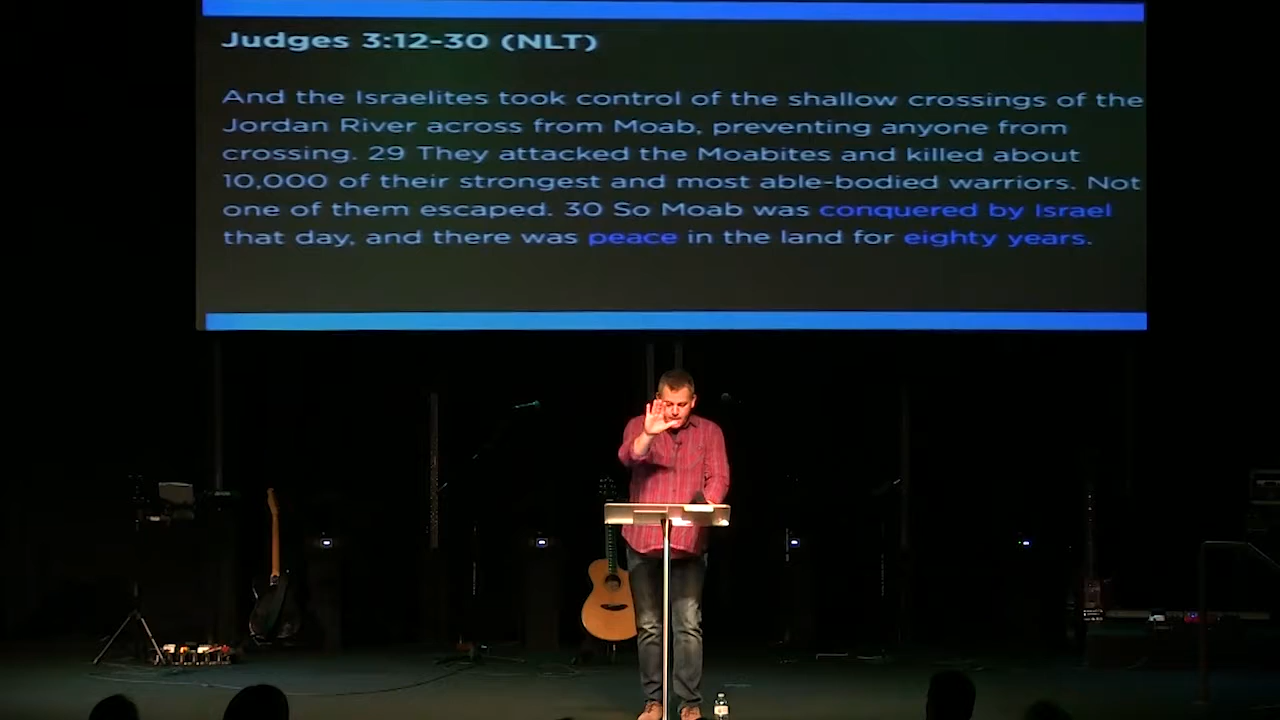 Judges 3:12-30 (NLT)
And the Israelites took control of the shallow crossings of the
Jordan River across from Moab, preventing anyone from
crossing. 29 They attacked the Moabites and killed about
10,000 of their strongest and most able-bodied warriors. Not
one of them escaped. 30 So Moab was conquered by Israel
that day, and there was peace in the land for eighty years.